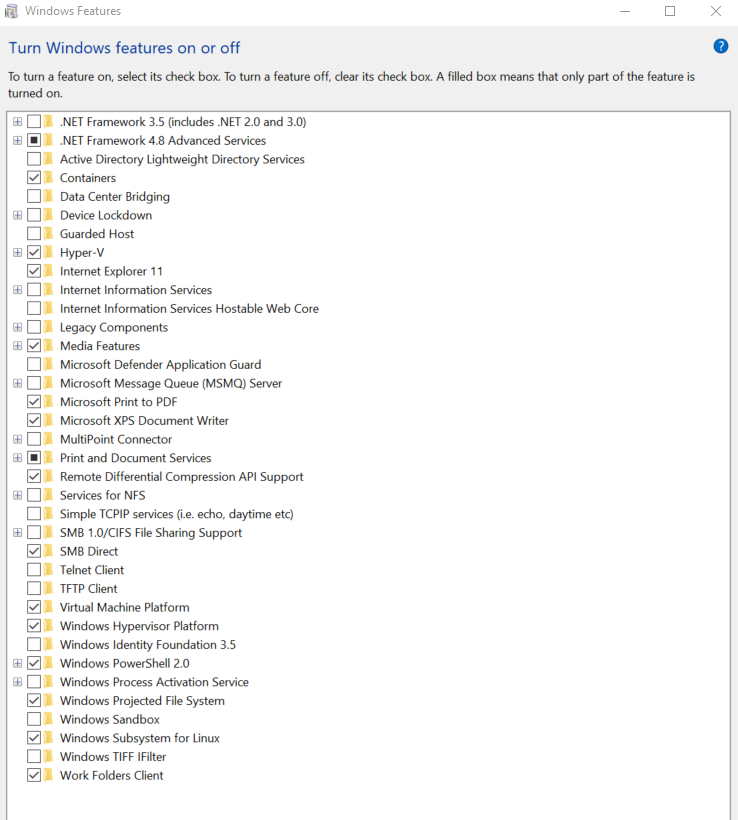 Windows Features
Turn Windows features on or off
?
To turn a feature on, select its check box. To turn a feature off, clear its check box. A filled box means that only part of the feature is
turned on.
.NET Framework 3.5 (includes .NET 2.0 and 3.0)
.NET Framework 4.8 Advanced Services
Active Directory Lightweight Directory Services
Containers
Data Center Bridging
Device Lockdown
Guarded Host
Hyper-V
Internet Explorer 11
Internet Information Services
Internet Information Services Hostable Web Core
Legacy Components
Media Features
Microsoft Defender Application Guard
Microsoft Message Queue (MSMQ) Server
Microsoft Print to PDF
Microsoft XPS Document Writer
MultiPoint Connector
Print and Document Services
Remote Differential Compression API Support
Services for NFS
Simple TCPIP services (i.e. echo, daytime etc)
SMB 1.0/CIFS File Sharing Support
SMB Direct
Telnet Client
TFTP Client
Virtual Machine Platform
Windows Hypervisor Platform
Windows Identity Foundation 3.5
Windows PowerShell 2.0
Windows Process Activation Service
Windows Projected File System
Windows Sandbox
Windows Subsystem for Linux
Windows TIFF IFilter
Work Folders Client